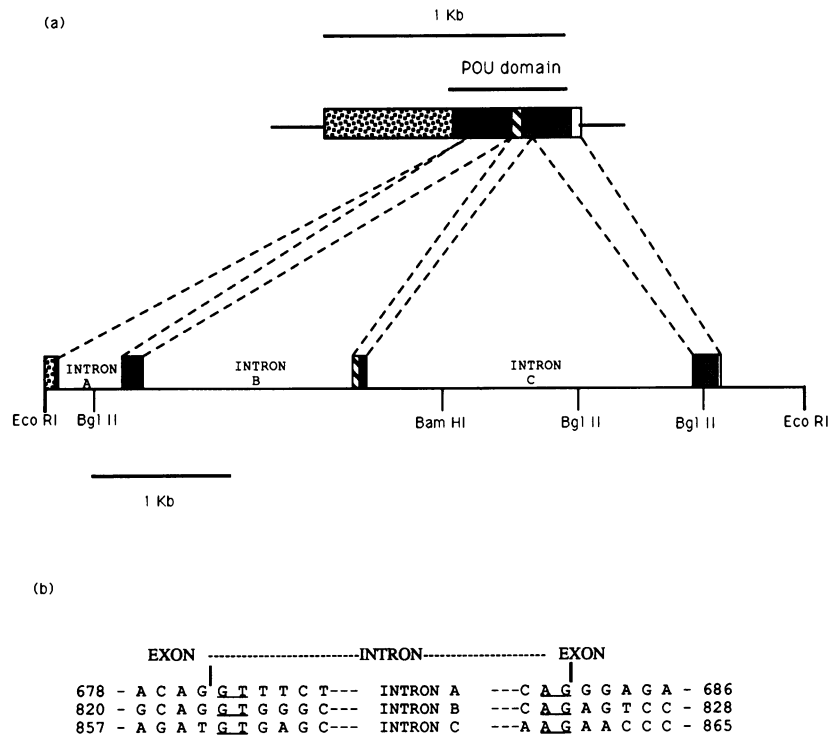 (a)
1 Kb
POU domain
INTRON A
INTRON B
INTRON C
Eco RI Bgl II Bam HI Bgl II Bgl II Eco RI
1 Kb
(b)
EXON ---------------------INTRON------------------ EXON
678 - A C A G G T T T C T--- INTRON A ---C A G G G A G A - 686
820 - G C A G G T G G G C--- INTRON B ---C A G A G T C C - 828
857 - A G A T G T G A G C--- INTRON C ---A A G A A C C C - 865